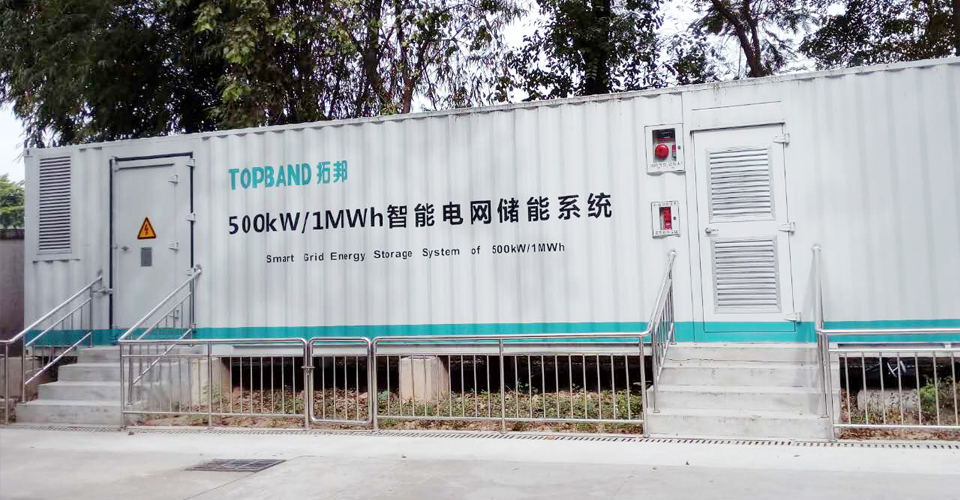 TOPBAND 拓邦
500kW/1MWh智能电网储能系统
Smart Grid Energy Storage System of 500kW/1MWh